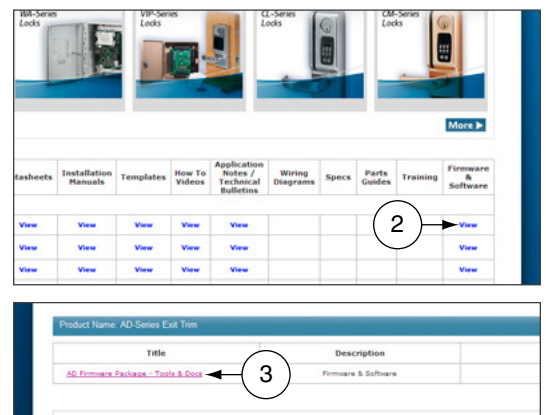 WA-Series
Locks
VIP-Series
Locks
CL-Series
Locks
CM-Series
Locks
More
tasheets
Installation
Manuals
Templates
How To
Videos
Application
Notes /
Technical
Bulletins
Wiring
Diagrams
Specs
Parts
Guides
Training
Firmware
&
Software
View View View View View 2 View
View View View View View View
View View View View View View
Product Name: AD-Series Exit Trim
Title Description
AD Firmware Package - Tools & Docs 3 Firmware & Software